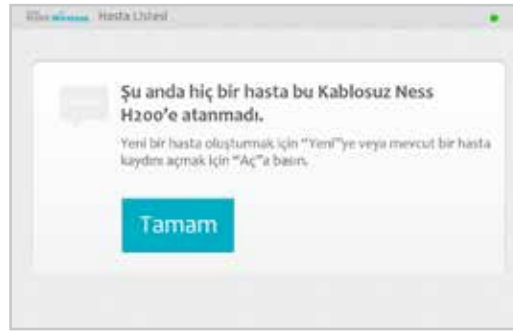 Hasta Listesi
Şu anda hiç bir hasta bu Kablosuz Ness
H200'e atanmadı.
Yeni bir hasta oluşturmak için “Yeni”ye veya mevcut bir hasta
kaydını açmak için “Aç”a basın.
Tamam